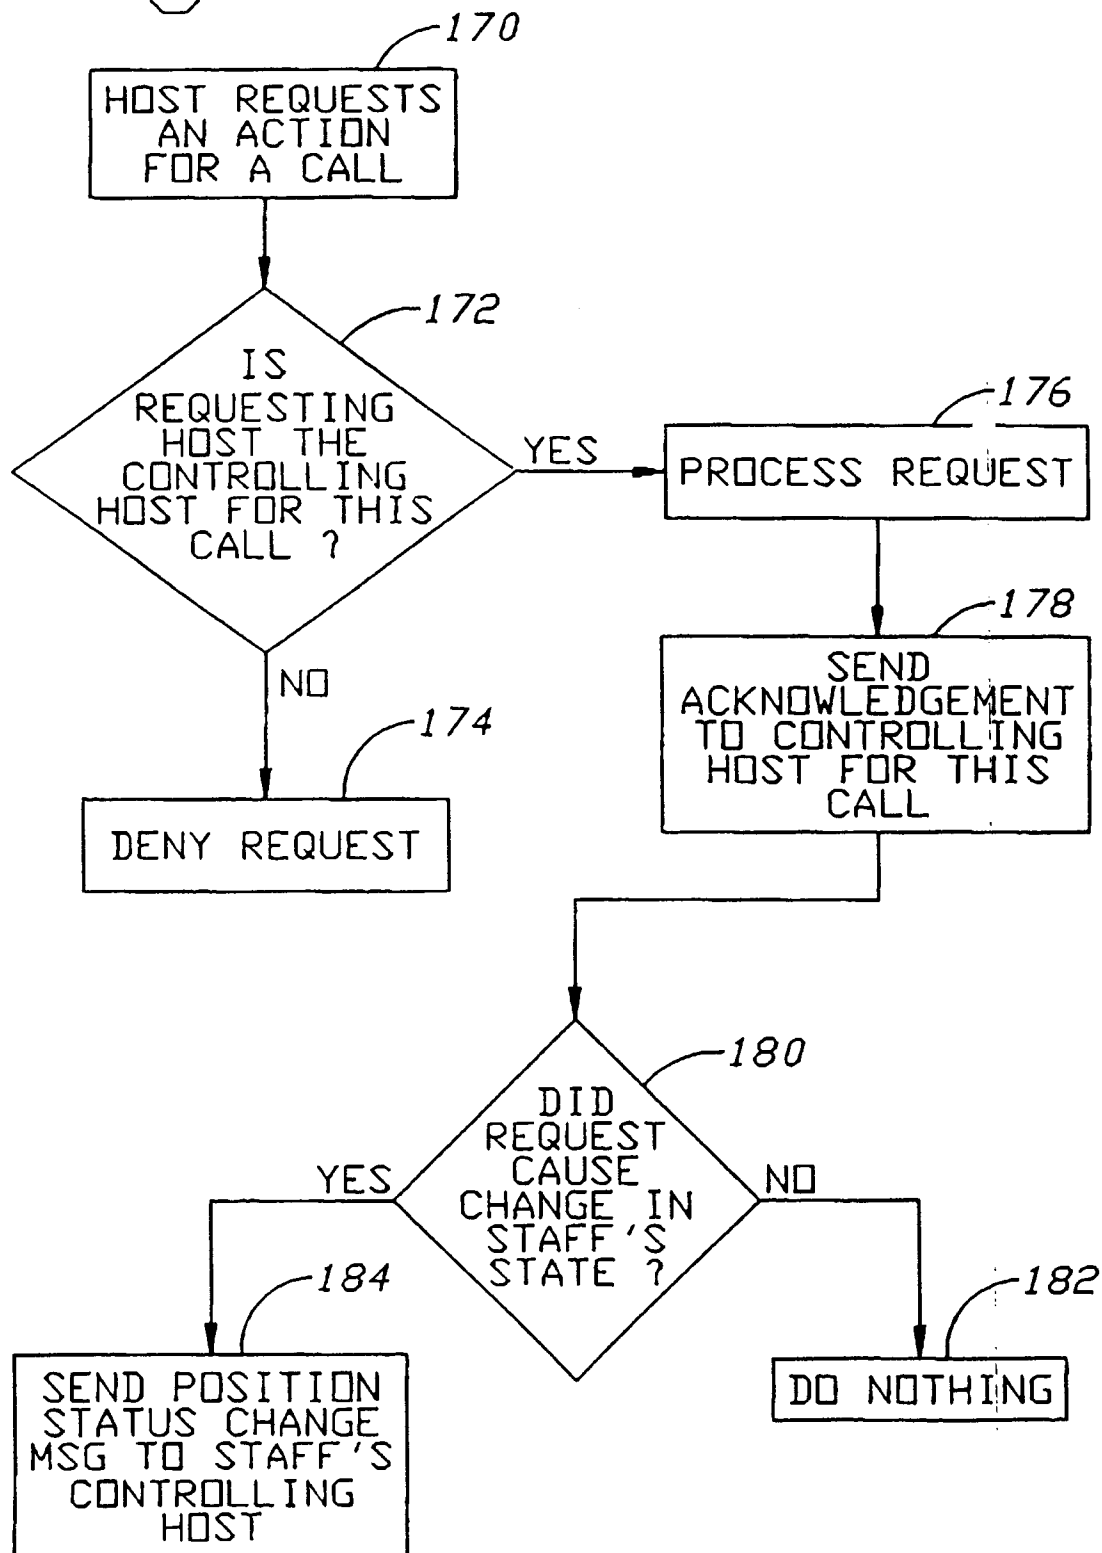 170
HOST REQUESTS
AN ACTION
FOR A CALL
172
IS
REQUESTING
HOST THE
CONTROLLING
HOST FOR THIS
CALL ?
YES
176
PROCESS REQUEST
178
SEND
ACKNOWLEDGEMENT
TO CONTROLLING
HOST FOR THIS
CALL
NO
174
DENY REQUEST
180
DID
REQUEST
CAUSE
CHANGE IN
STAFF'S
STATE ?
YES
NO
184
SEND POSITION
STATUS CHANGE
MSG TO STAFF'S
CONTROLLING
HOST
182
DO NOTHING